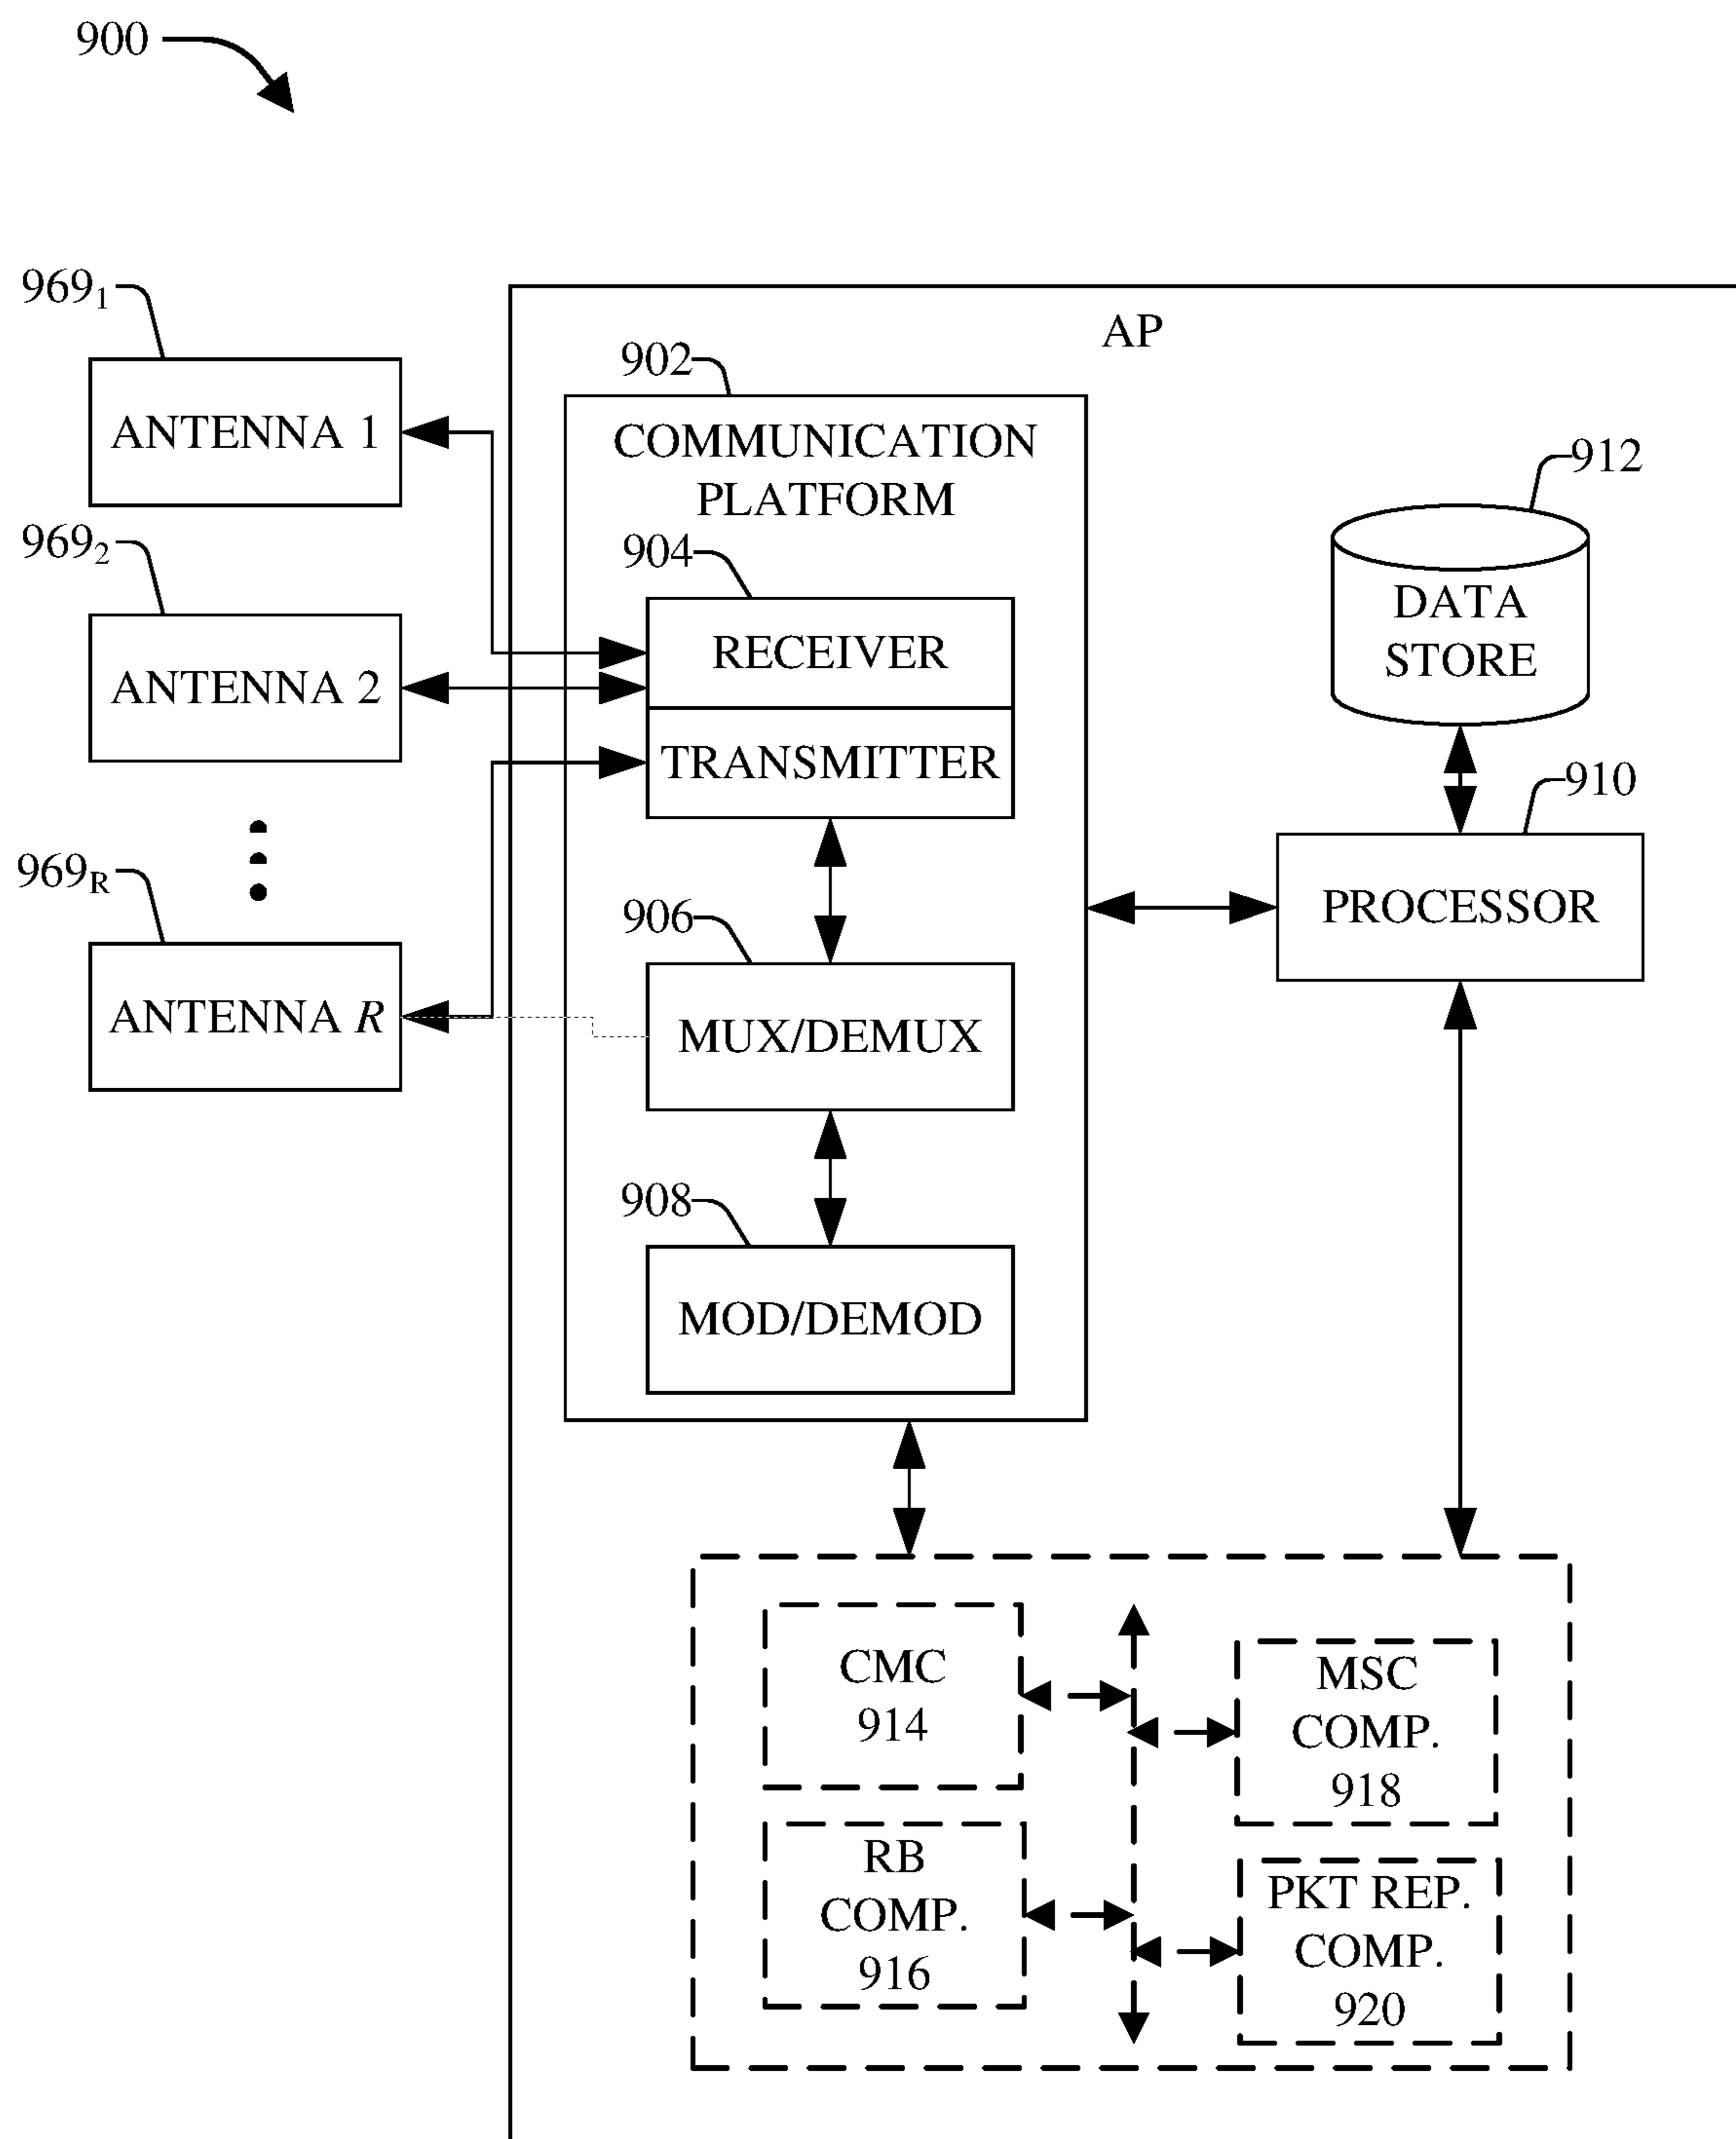 900
969₁
ANTENNA 1
969₂
ANTENNA 2
969R
ANTENNA R
AP
902
COMMUNICATION
PLATFORM
904
RECEIVER
TRANSMITTER
906
MUX/DEMUX
908
MOD/DEMOD
912
DATA
STORE
910
PROCESSOR
CMC
914
RB
COMP.
916
MSC
COMP.
918
PKT REP.
COMP.
920